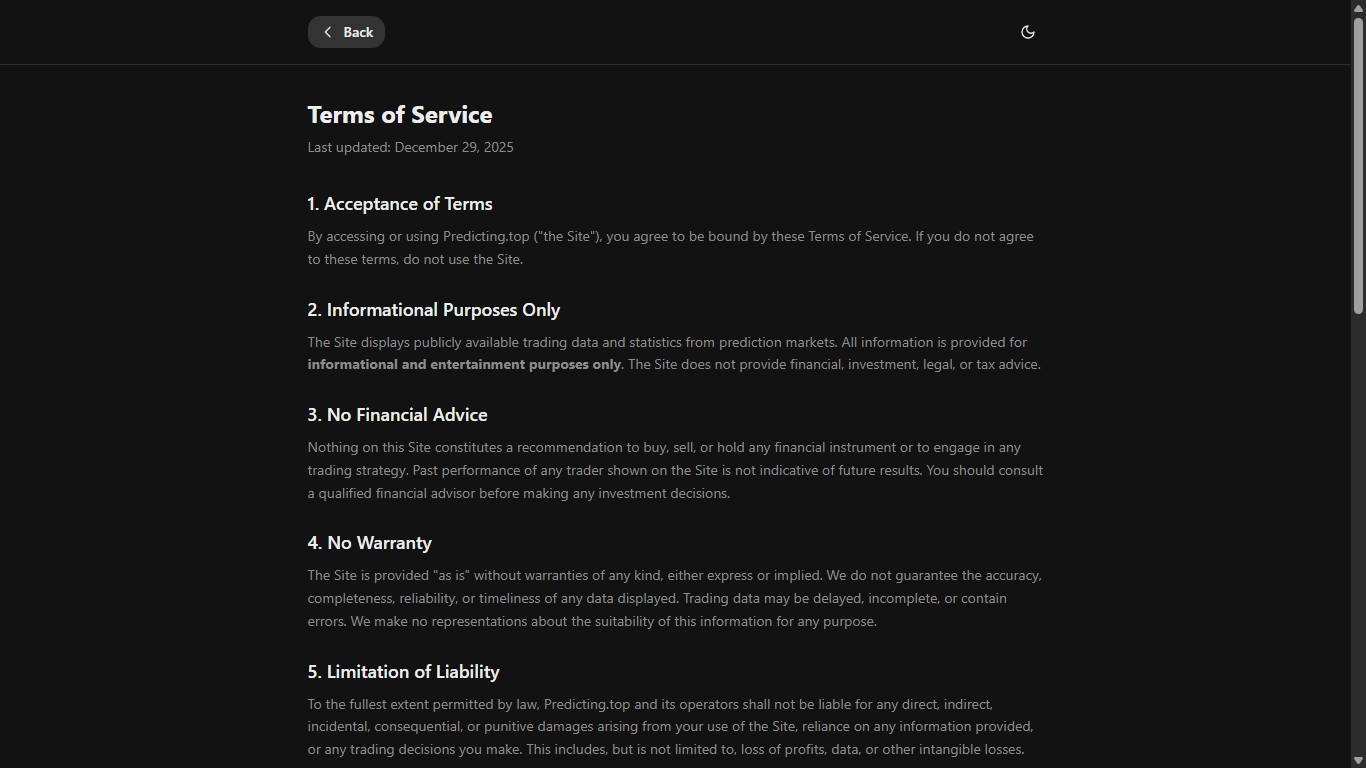 Back
Terms of Service
Last updated: December 29, 2025
1. Acceptance of Terms
By accessing or using Predicting.top ("the Site"), you agree to be bound by these Terms of Service. If you do not agree
to these terms, do not use the Site.
2. Informational Purposes Only
The Site displays publicly available trading data and statistics from prediction markets. All information is provided for
informational and entertainment purposes only. The Site does not provide financial, investment, legal, or tax advice.
3. No Financial Advice
Nothing on this Site constitutes a recommendation to buy, sell, or hold any financial instrument or to engage in any
trading strategy. Past performance of any trader shown on the Site is not indicative of future results. You should consult
a qualified financial advisor before making any investment decisions.
4. No Warranty
The Site is provided "as is" without warranties of any kind, either express or implied. We do not guarantee the accuracy,
completeness, reliability, or timeliness of any data displayed. Trading data may be delayed, incomplete, or contain
errors. We make no representations about the suitability of this information for any purpose.
5. Limitation of Liability
To the fullest extent permitted by law, Predicting.top and its operators shall not be liable for any direct, indirect,
incidental, consequential, or punitive damages arising from your use of the Site, reliance on any information provided,
or any trading decisions you make. This includes, but is not limited to, loss of profits, data, or other intangible losses.